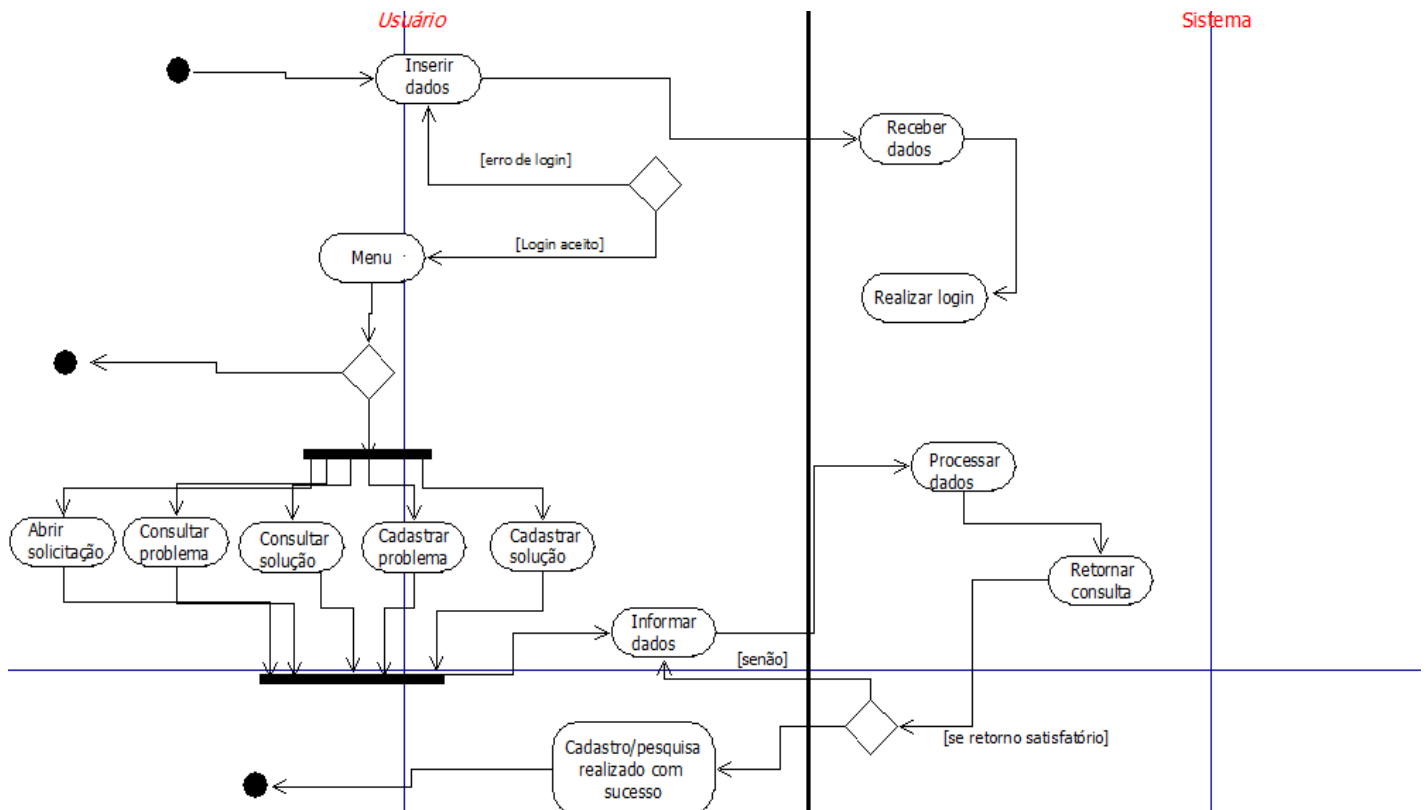 Usuário
Sistema
Inserir
dados
Receber
dados
[erro de login]
[Login aceito]
Menu
Realizar login
Processar
dados
Abrir
solicitação
Consultar
problema
Consultar
solução
Cadastrar
problema
Cadastrar
solução
Retornar
consulta
Informar
dados
[senão]
[se retorno satisfatório]
Cadastro/pesquisa
realizado com
sucesso